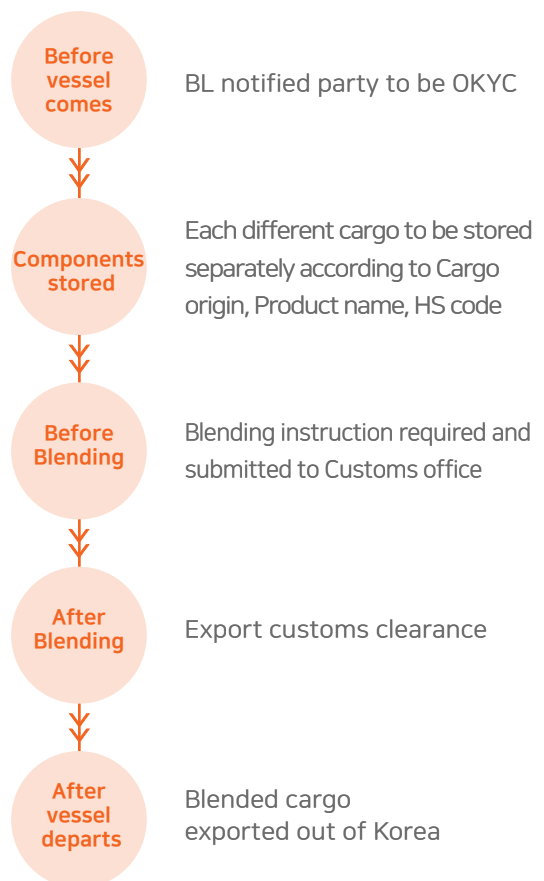 Before
vessel
comes
BL notified party to be OKYC
Components
stored
Each different cargo to be stored
separately according to Cargo
origin, Product name, HS code
Before
Blending
Blending instruction required and
submitted to Customs office
After
Blending
Export customs clearance
After
vessel
departs
Blended cargo
exported out of Korea